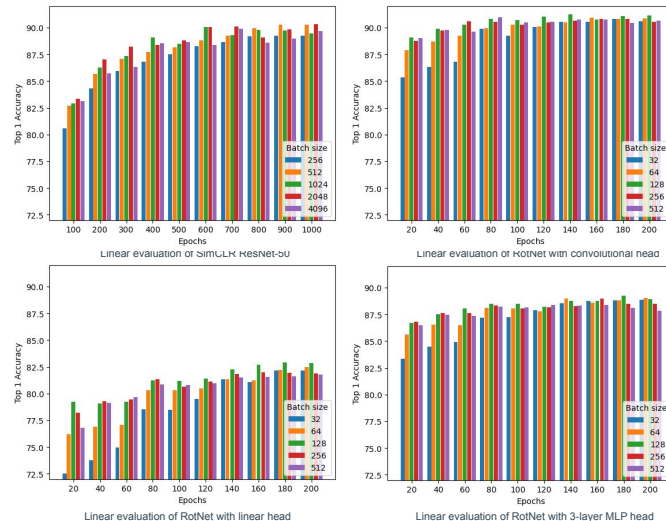 90.0
87.5
85.0
82.5
80.0
77.5
75.0
72.5
Top 1 Accuracy
Batch size
256
512
1024
2048
4096
100 200 300 400 500 600 700 800 900 1000
Epochs
Linear evaluation of SimCLR ResNet-50
90.0
87.5
85.0
82.5
80.0
77.5
75.0
72.5
Top 1 Accuracy
Batch size
32
64
128
256
512
20 40 60 80 100 120 140 160 180 200
Epochs
Linear evaluation of RotNet with convolutional head
90.0
87.5
85.0
82.5
80.0
77.5
75.0
72.5
Top 1 Accuracy
Batch size
32
64
128
256
512
20 40 60 80 100 120 140 160 180 200
Epochs
Linear evaluation of RotNet with linear head
90.0
87.5
85.0
82.5
80.0
77.5
75.0
72.5
Top 1 Accuracy
Batch size
32
64
128
256
512
20 40 60 80 100 120 140 160 180 200
Epochs
Linear evaluation of RotNet with 3-layer MLP head